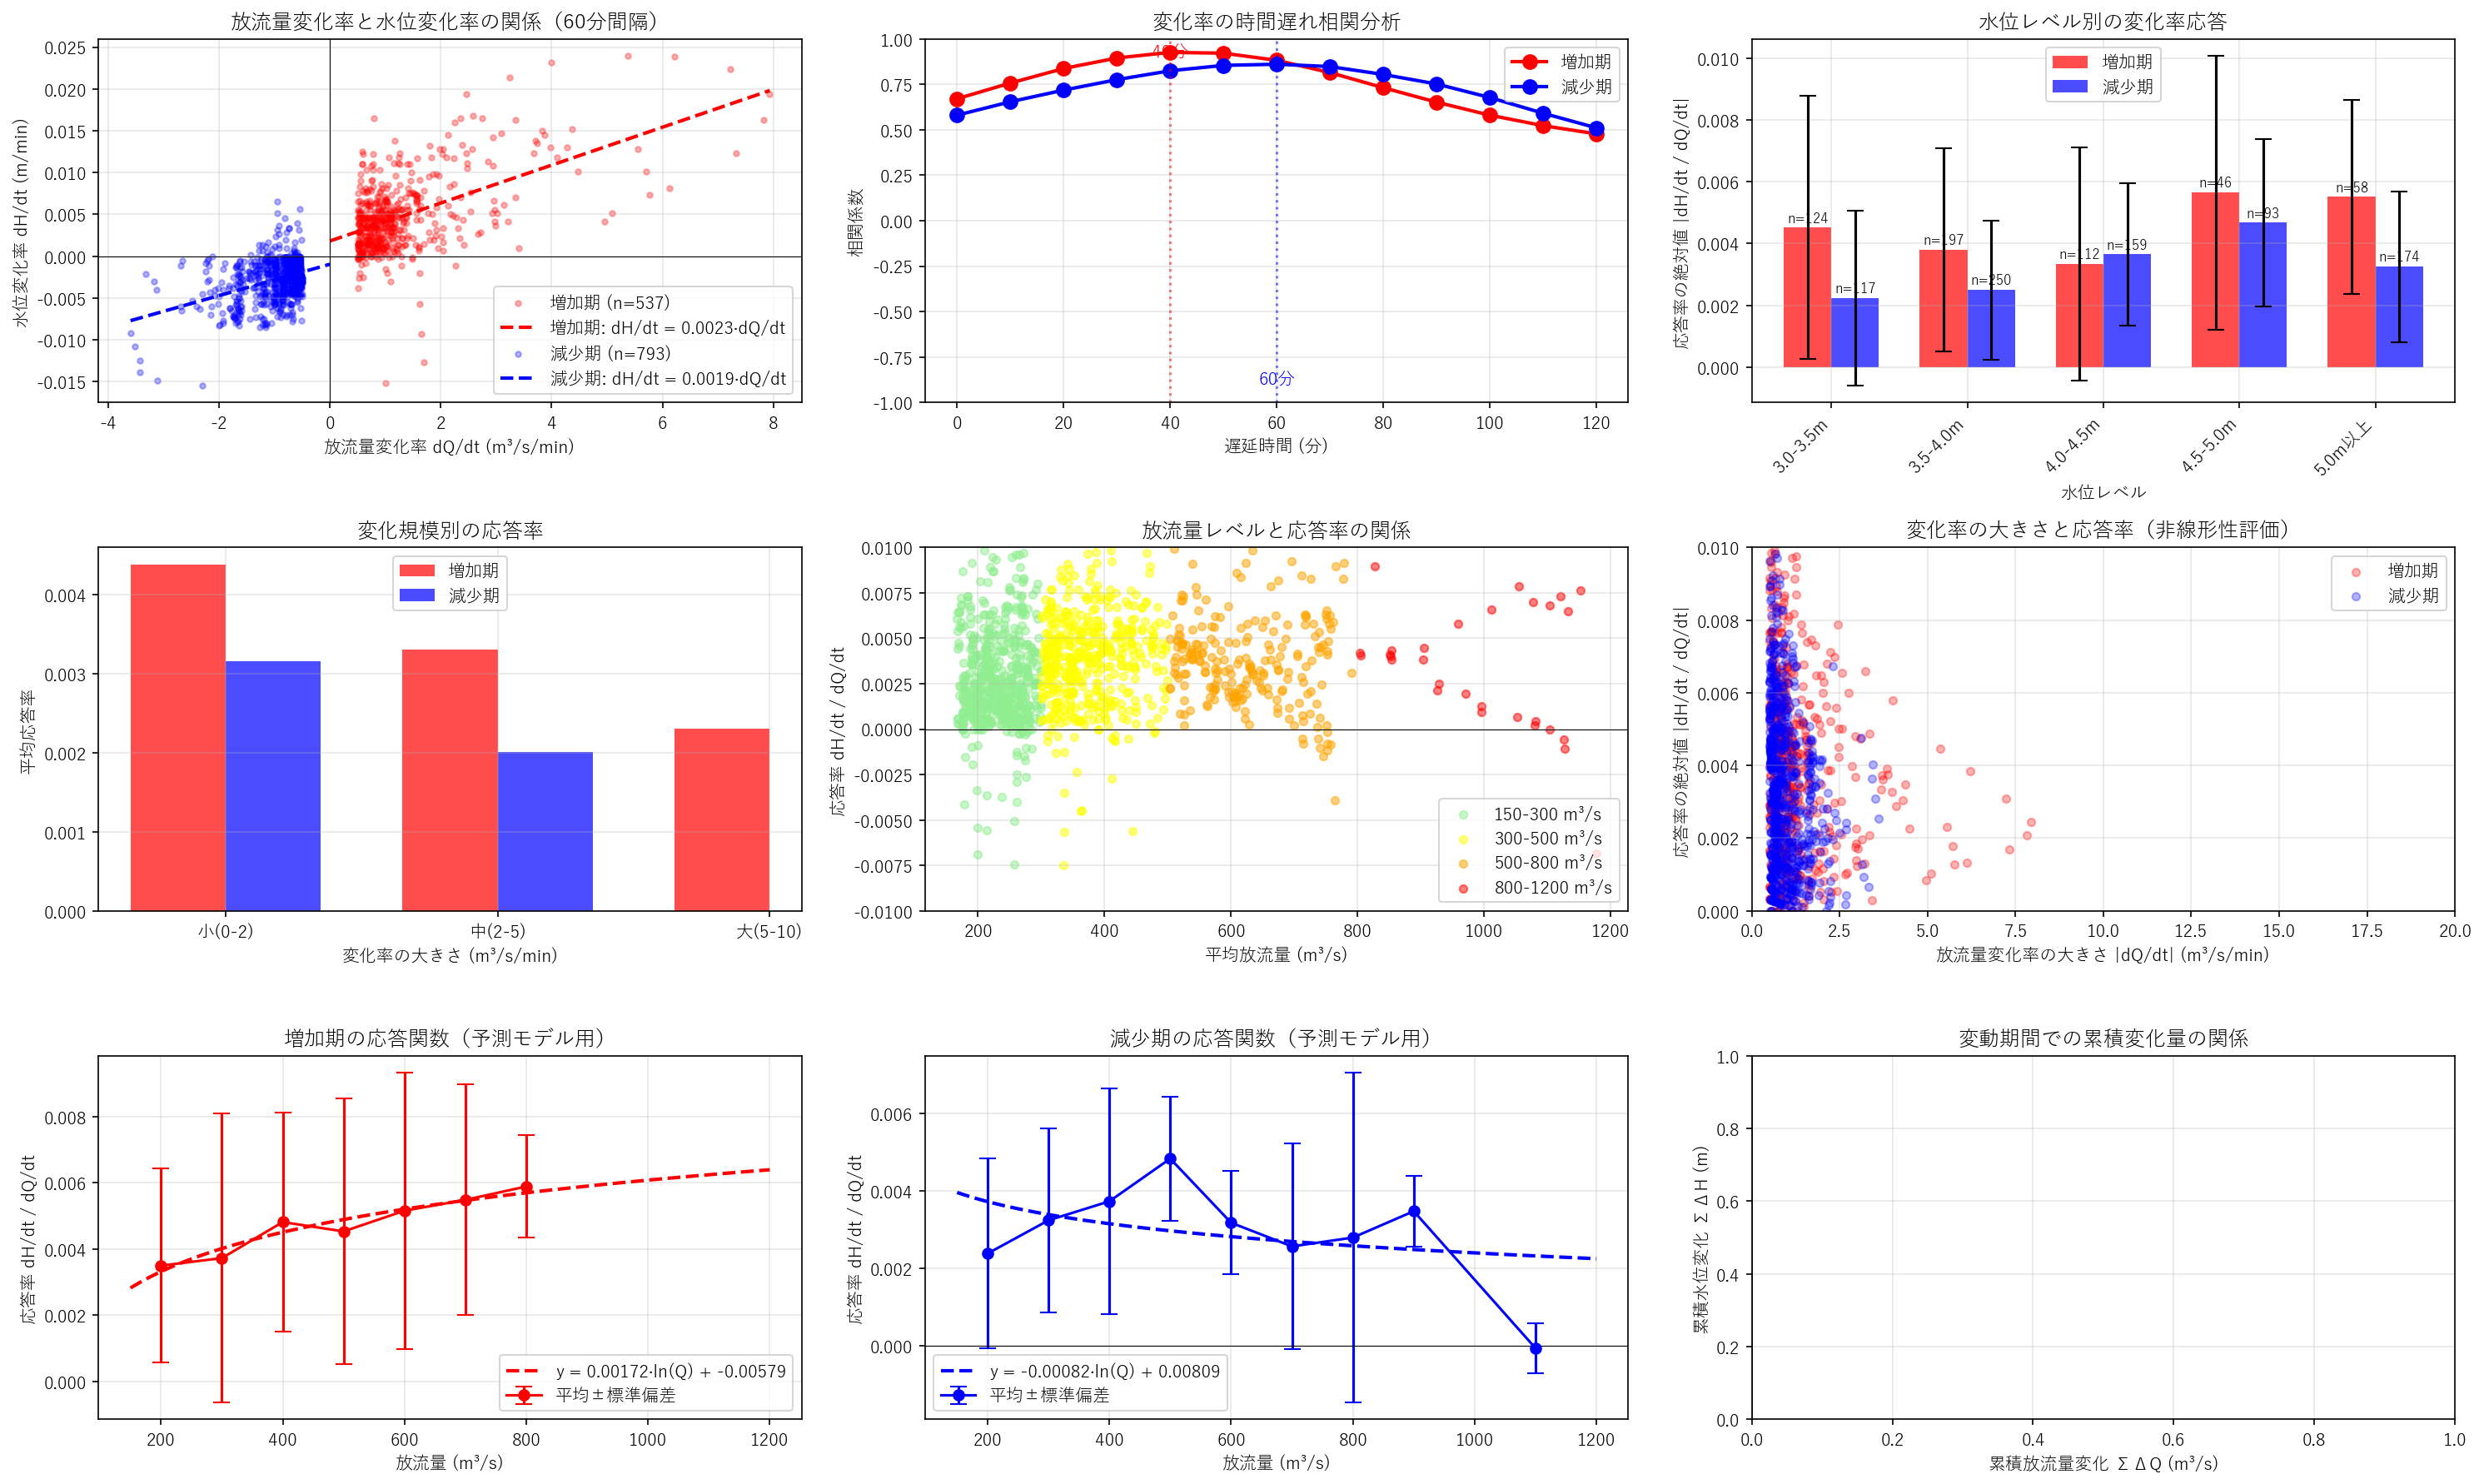 放流量変化率と水位変化率の関係（60分間隔）
0.025
0.020
0.015
0.010
0.005
0.000
-0.005
-0.010
-0.015
水位変化率 dH/dt (m/min)
増加期 (n=537)
増加期: dH/dt = 0.0023·dQ/dt
減少期 (n=793)
減少期: dH/dt = 0.0019·dQ/dt
-4 -2 0 2 4 6 8
放流量変化率 dQ/dt (m³/s/min)
変化率の時間遅れ相関分析
1.00
0.75
0.50
0.25
0.00
-0.25
-0.50
-0.75
-1.00
相関係数
40分
60分
増加期
減少期
0 20 40 60 80 100 120
遅延時間 (分)
水位レベル別の変化率応答
0.010
0.008
0.006
0.004
0.002
0.000
応答率の絶対値 |dH/dt / dQ/dt|
増加期
減少期
n=124
n=117
n=197
n=250
n=112
n=159
n=46
n=93
n=58
n=174
3.0-3.5m
3.5-4.0m
4.0-4.5m
4.5-5.0m
5.0m以上
水位レベル
変化規模別の応答率
0.004
0.003
0.002
0.001
0.000
平均応答率
増加期
減少期
小(0-2) 中(2-5) 大(5-10)
変化率の大きさ (m³/s/min)
放流量レベルと応答率の関係
0.0100
0.0075
0.0050
0.0025
0.0000
-0.0025
-0.0050
-0.0075
-0.0100
応答率 dH/dt / dQ/dt
150-300 m³/s
300-500 m³/s
500-800 m³/s
800-1200 m³/s
200 400 600 800 1000 1200
平均放流量 (m³/s)
変化率の大きさと応答率（非線形性評価）
0.010
0.008
0.006
0.004
0.002
0.000
応答率の絶対値 |dH/dt / dQ/dt|
増加期
減少期
0.0 2.5 5.0 7.5 10.0 12.5 15.0 17.5 20.0
放流量変化率の大きさ |dQ/dt| (m³/s/min)
増加期の応答関数（予測モデル用）
0.008
0.006
0.004
0.002
0.000
応答率 dH/dt / dQ/dt
y = 0.00172·ln(Q) + -0.00579
平均±標準偏差
200 400 600 800 1000 1200
放流量 (m³/s)
減少期の応答関数（予測モデル用）
0.006
0.004
0.002
0.000
応答率 dH/dt / dQ/dt
y = -0.00082·ln(Q) + 0.00809
平均±標準偏差
200 400 600 800 1000 1200
放流量 (m³/s)
変動期間での累積変化量の関係
1.0
0.8
0.6
0.4
0.2
0.0
累積水位変化 ΣΔH (m)
0.0 0.2 0.4 0.6 0.8 1.0
累積放流量変化 ΣΔQ (m³/s)